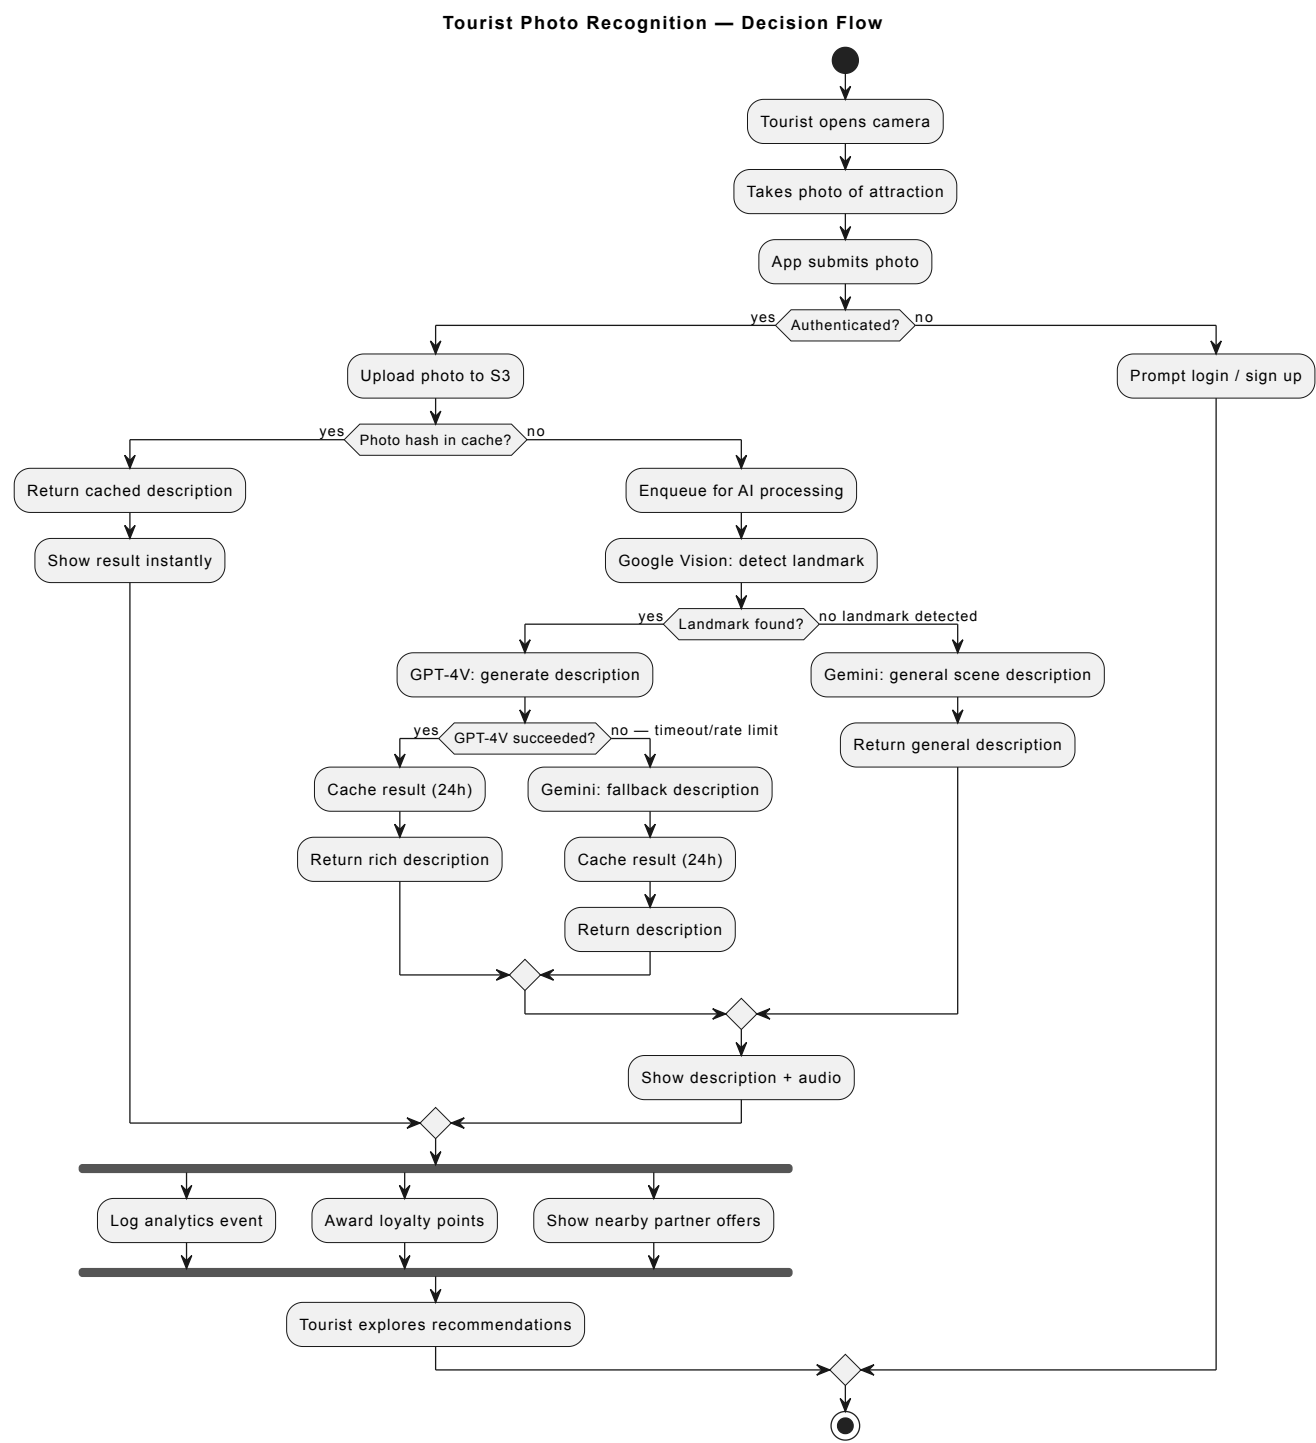 Tourist Photo Recognition — Decision Flow
Tourist opens camera
Takes photo of attraction
App submits photo
yes
Authenticated?
no
Upload photo to S3
Prompt login / sign up
yes
Photo hash in cache?
no
Return cached description
Enqueue for AI processing
Show result instantly
Google Vision: detect landmark
yes
Landmark found?
no landmark detected
GPT-4V: generate description
Gemini: general scene description
yes
GPT-4V succeeded?
no — timeout/rate limit
Return general description
Cache result (24h)
Gemini: fallback description
Return rich description
Cache result (24h)
Return description
Show description + audio
Log analytics event
Award loyalty points
Show nearby partner offers
Tourist explores recommendations